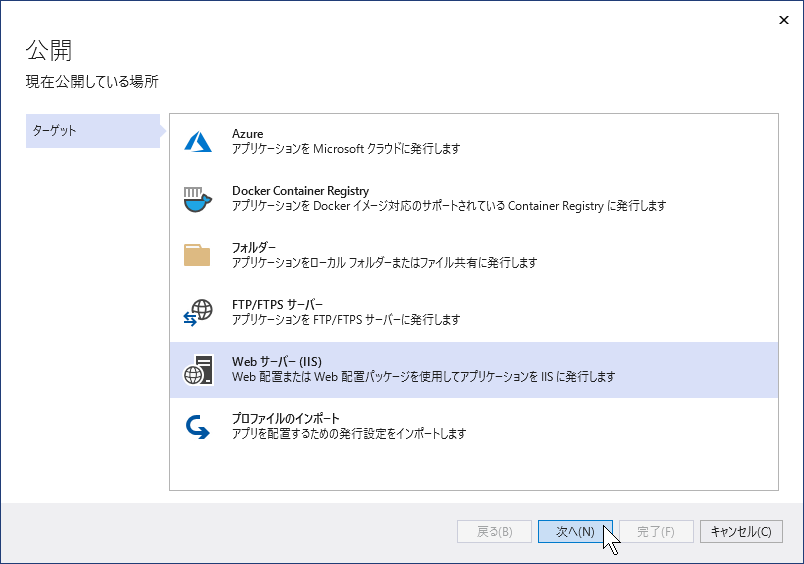 公開
現在公開している場所
ターゲット
Azure
アプリケーションを Microsoft クラウドに発行します
Docker Container Registry
アプリケーションを Docker イメージ対応のサポートされている Container Registry に発行します
フォルダー
アプリケーションをローカル フォルダーまたはファイル共有に発行します
FTP/FTPS サーバー
アプリケーションを FTP/FTPS サーバーに発行します
Web サーバー (IIS)
Web 配置または Web 配置パッケージを使用してアプリケーションを IIS に発行します
プロファイルのインポート
アプリを配置するための発行設定をインポートします
戻る(B) 次へ(N) 完了(F) キャンセル(C)